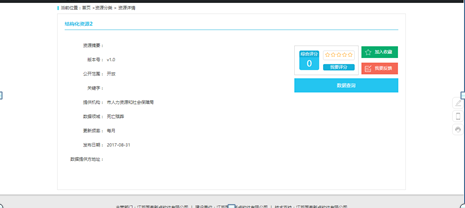 当前位置：首页 >资源分类 > 资源详情
结构化资源2
资源摘要：
版本号： v1.0
公开范围： 开放
关键字：
提供机构： 市人力资源和社会保障局
数据领域： 死亡殡葬
更新频度： 每月
发布日期： 2017-08-31
数据提供方地址：
综合评分
0
我要评分
加入收藏
我要纠错
数据查询